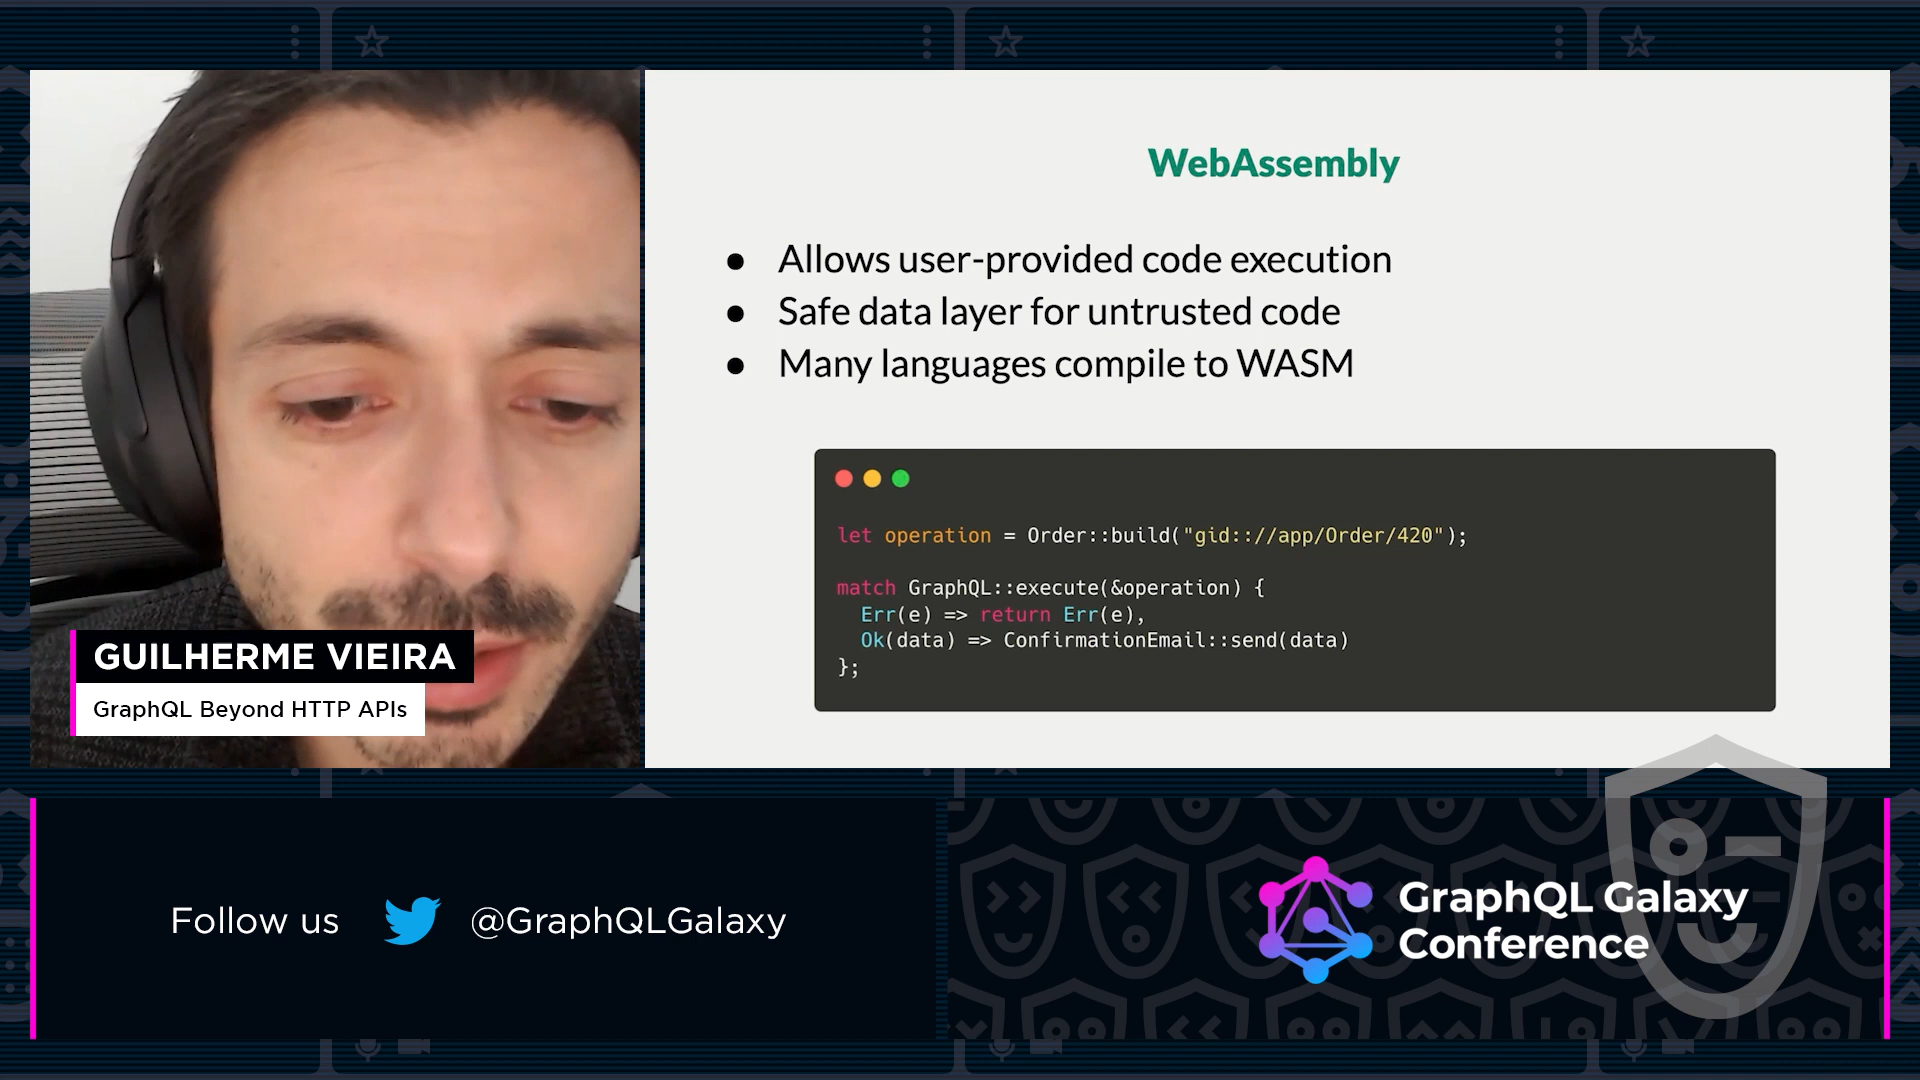 WebAssembly
● Allows user-provided code execution
● Safe data layer for untrusted code
● Many languages compile to WASM
let operation = Order::build("gid:://app/Order/420");
match GraphQL::execute(&operation) {
Err(e) => return Err(e),
Ok(data) => ConfirmationEmail::send(data)
};
GUILHERME VIEIRA
GraphQL Beyond HTTP APIs
Follow us @GraphQLGalaxy
GraphQL Galaxy
Conference